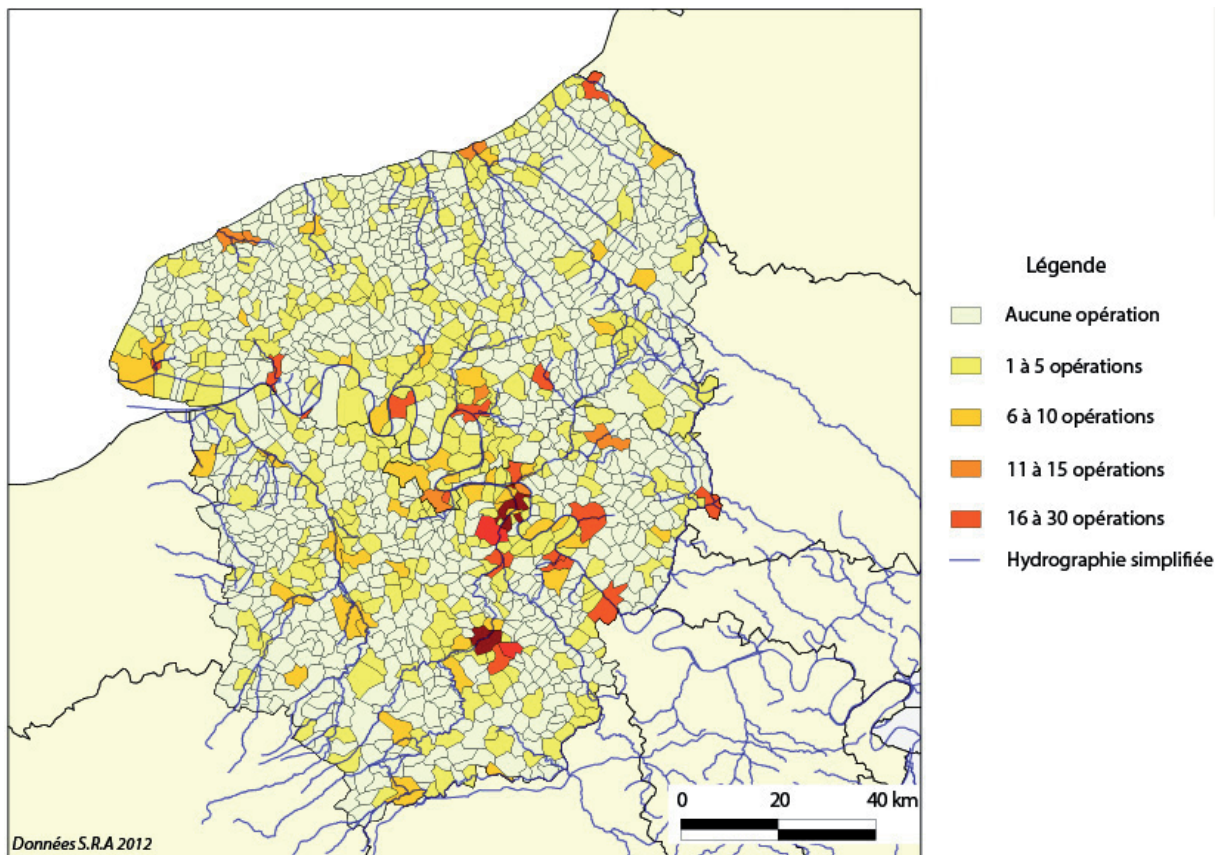 Légende
Aucune opération
1 à 5 opérations
6 à 10 opérations
11 à 15 opérations
16 à 30 opérations
Hydrographie simplifiée
0 20 40 km
Données S.R.A 2012